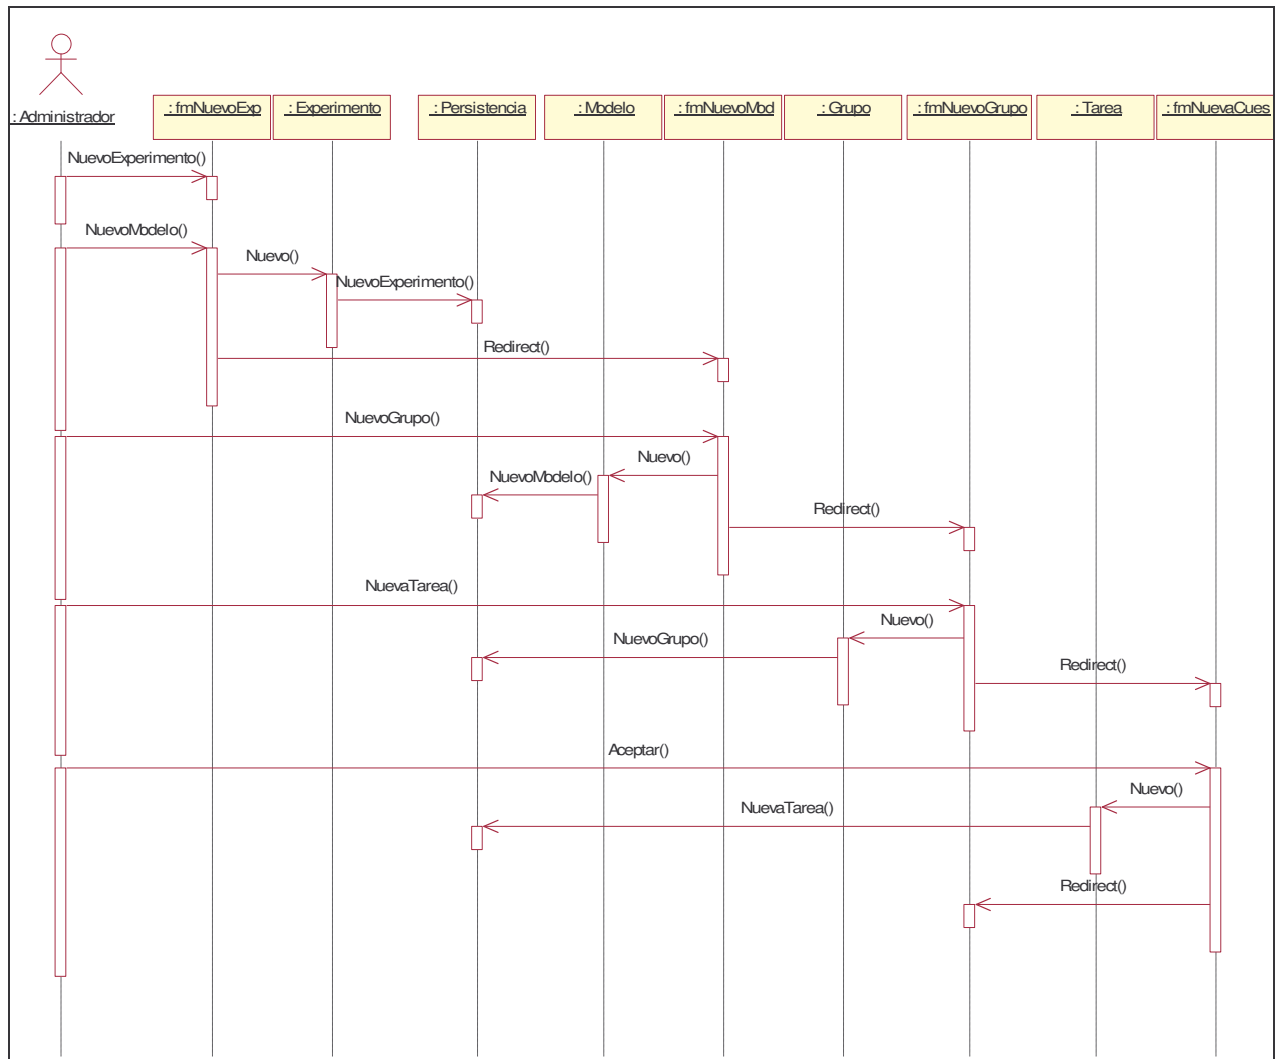 : Administrador
: fmNuevoExp
: Experimento
: Persistencia
: Modelo
: fmNuevoMod
: Grupo
: fmNuevoGrupo
: Tarea
: fmNuevaCues
NuevoExperimento()
NuevoModelo()
Nuevo()
NuevoExperimento()
Redirect()
NuevoGrupo()
Nuevo()
NuevoModelo()
Redirect()
NuevaTarea()
Nuevo()
NuevoGrupo()
Redirect()
Aceptar()
Nuevo()
NuevaTarea()
Redirect()